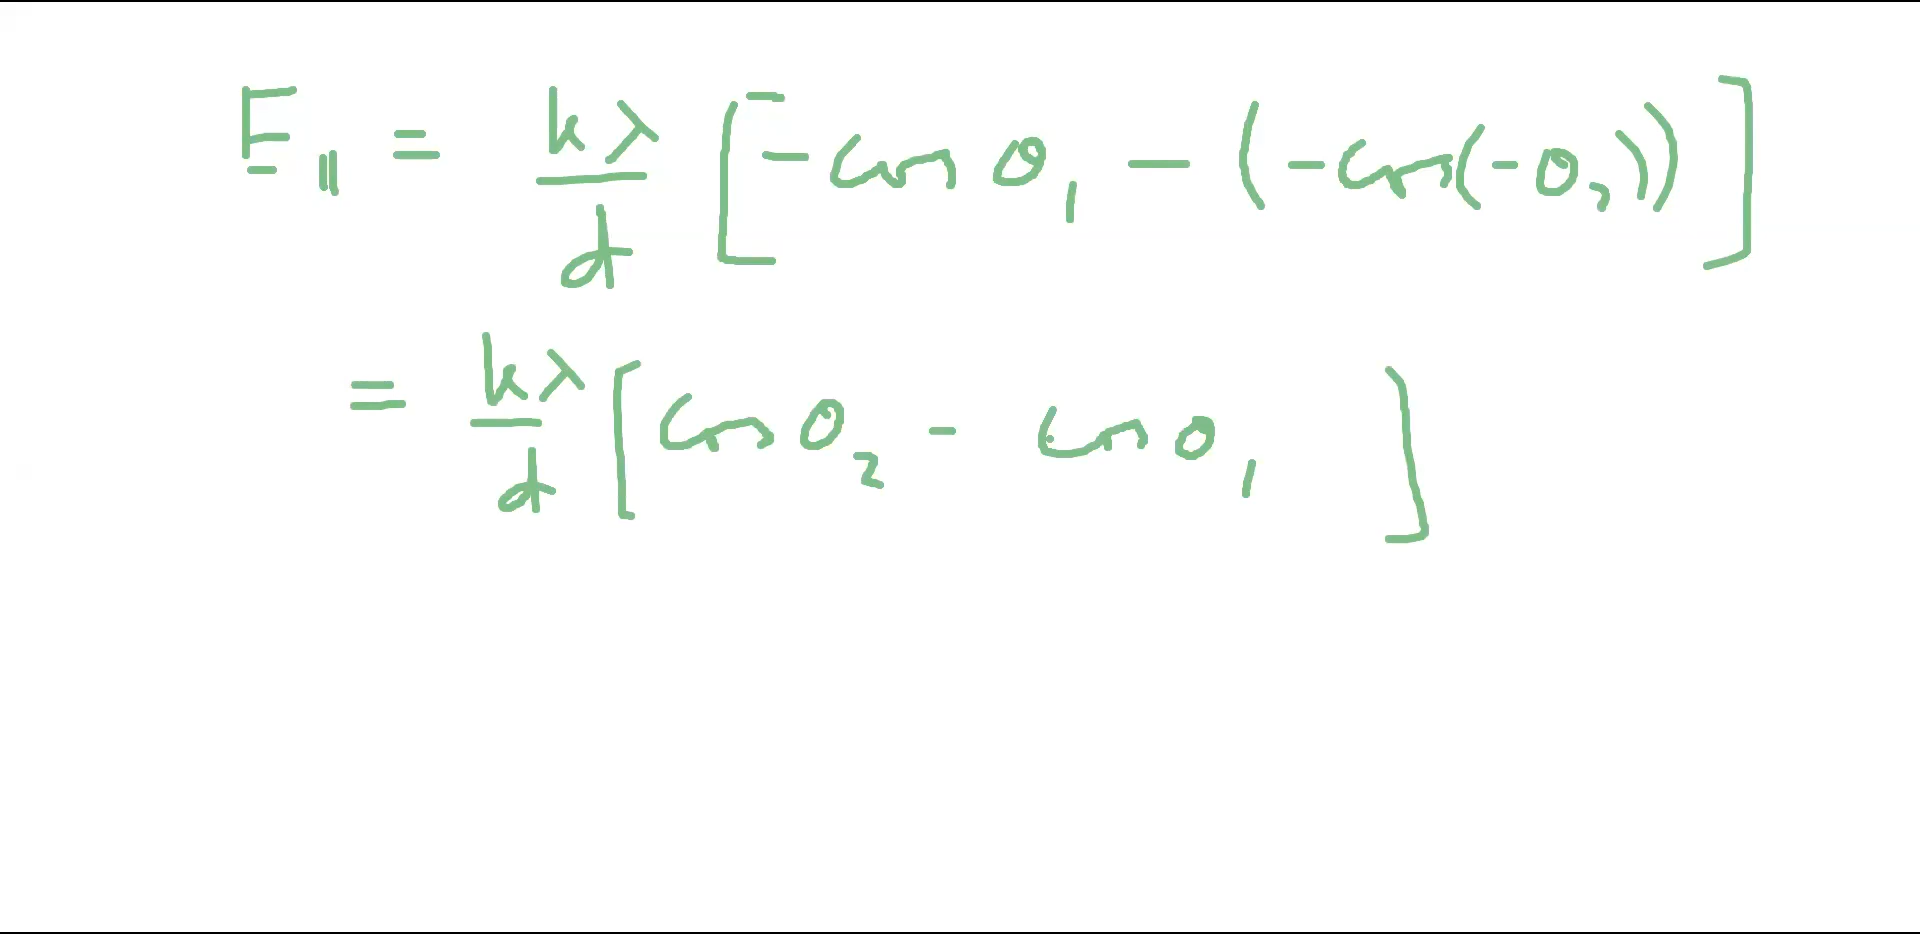 E∥ = kλ/d [-cos θ₁ - (-cos(-θ₂))]
= kλ/d [cos θ₂ - cos θ₁]